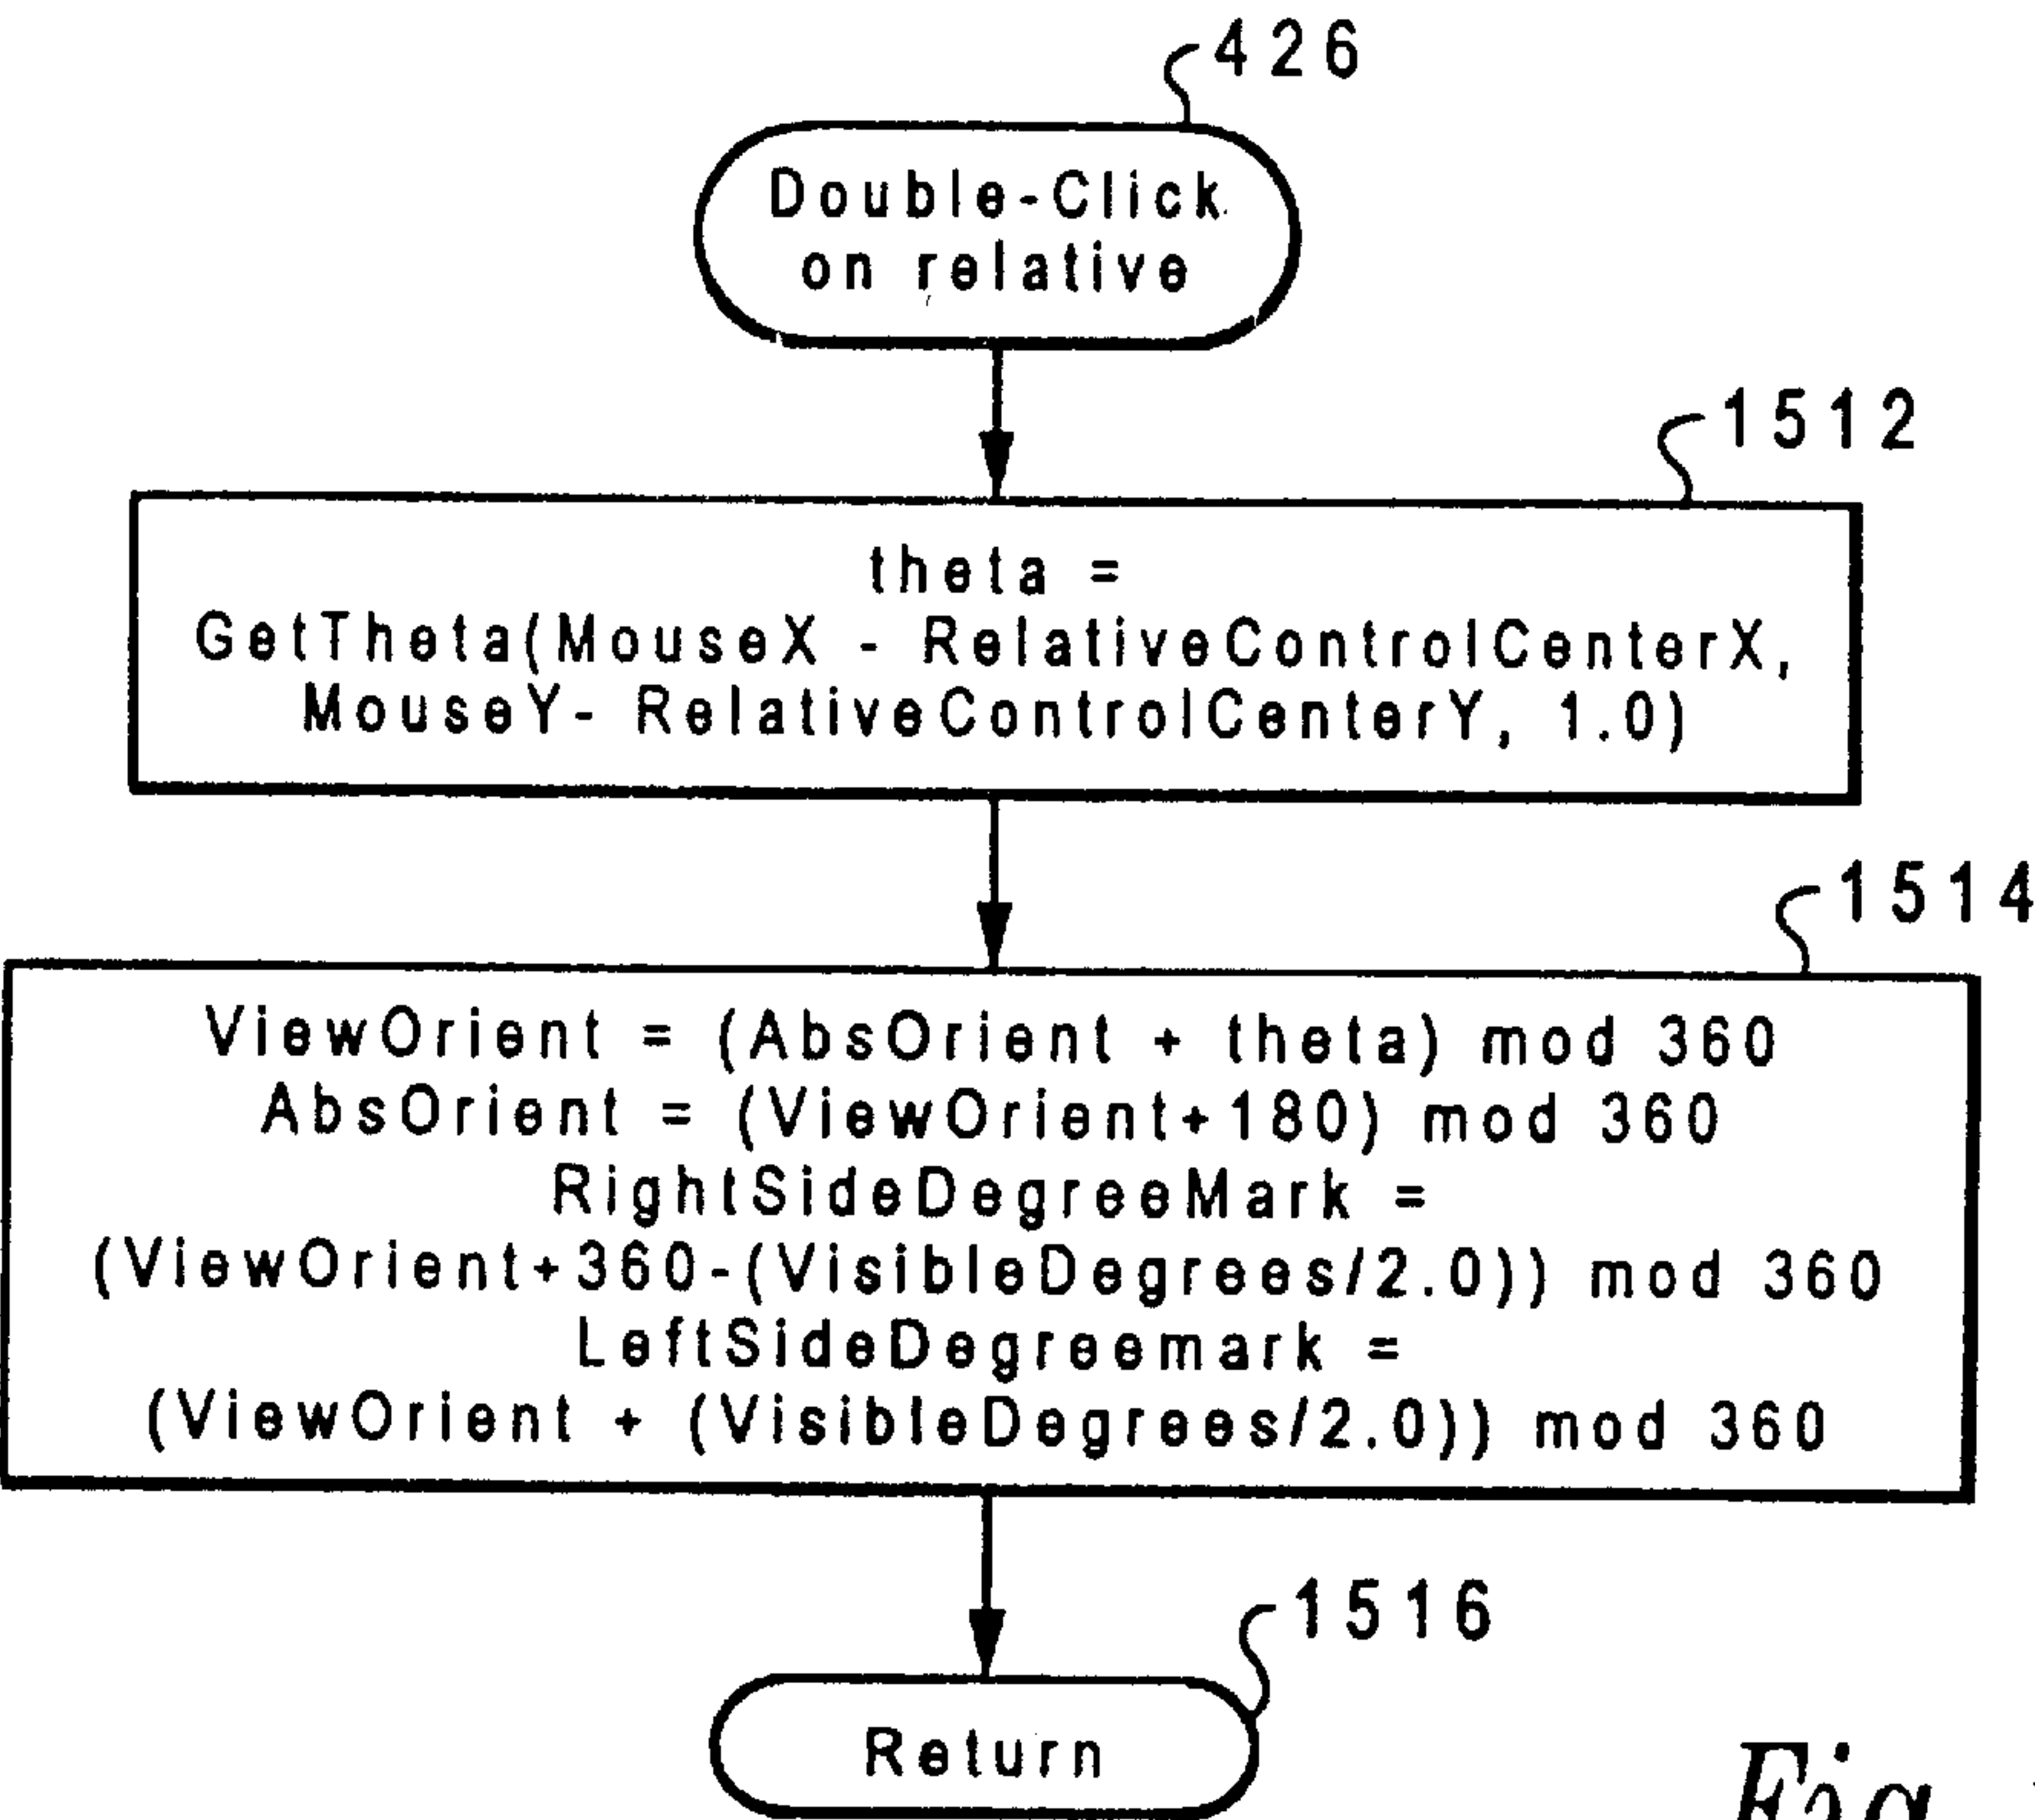 426
Double-Click
on relative
1512
theta =
GetTheta(MouseX - RelativeControlCenterX,
MouseY- RelativeControlCenterY, 1.0)
1514
ViewOrient = (AbsOrient + theta) mod 360
AbsOrient = (ViewOrient+180) mod 360
RightSideDegreeMark =
(ViewOrient+360-(VisibleDegrees/2.0)) mod 360
LeftSideDegreemark =
(ViewOrient + (VisibleDegrees/2.0)) mod 360
1516
Return
Fig